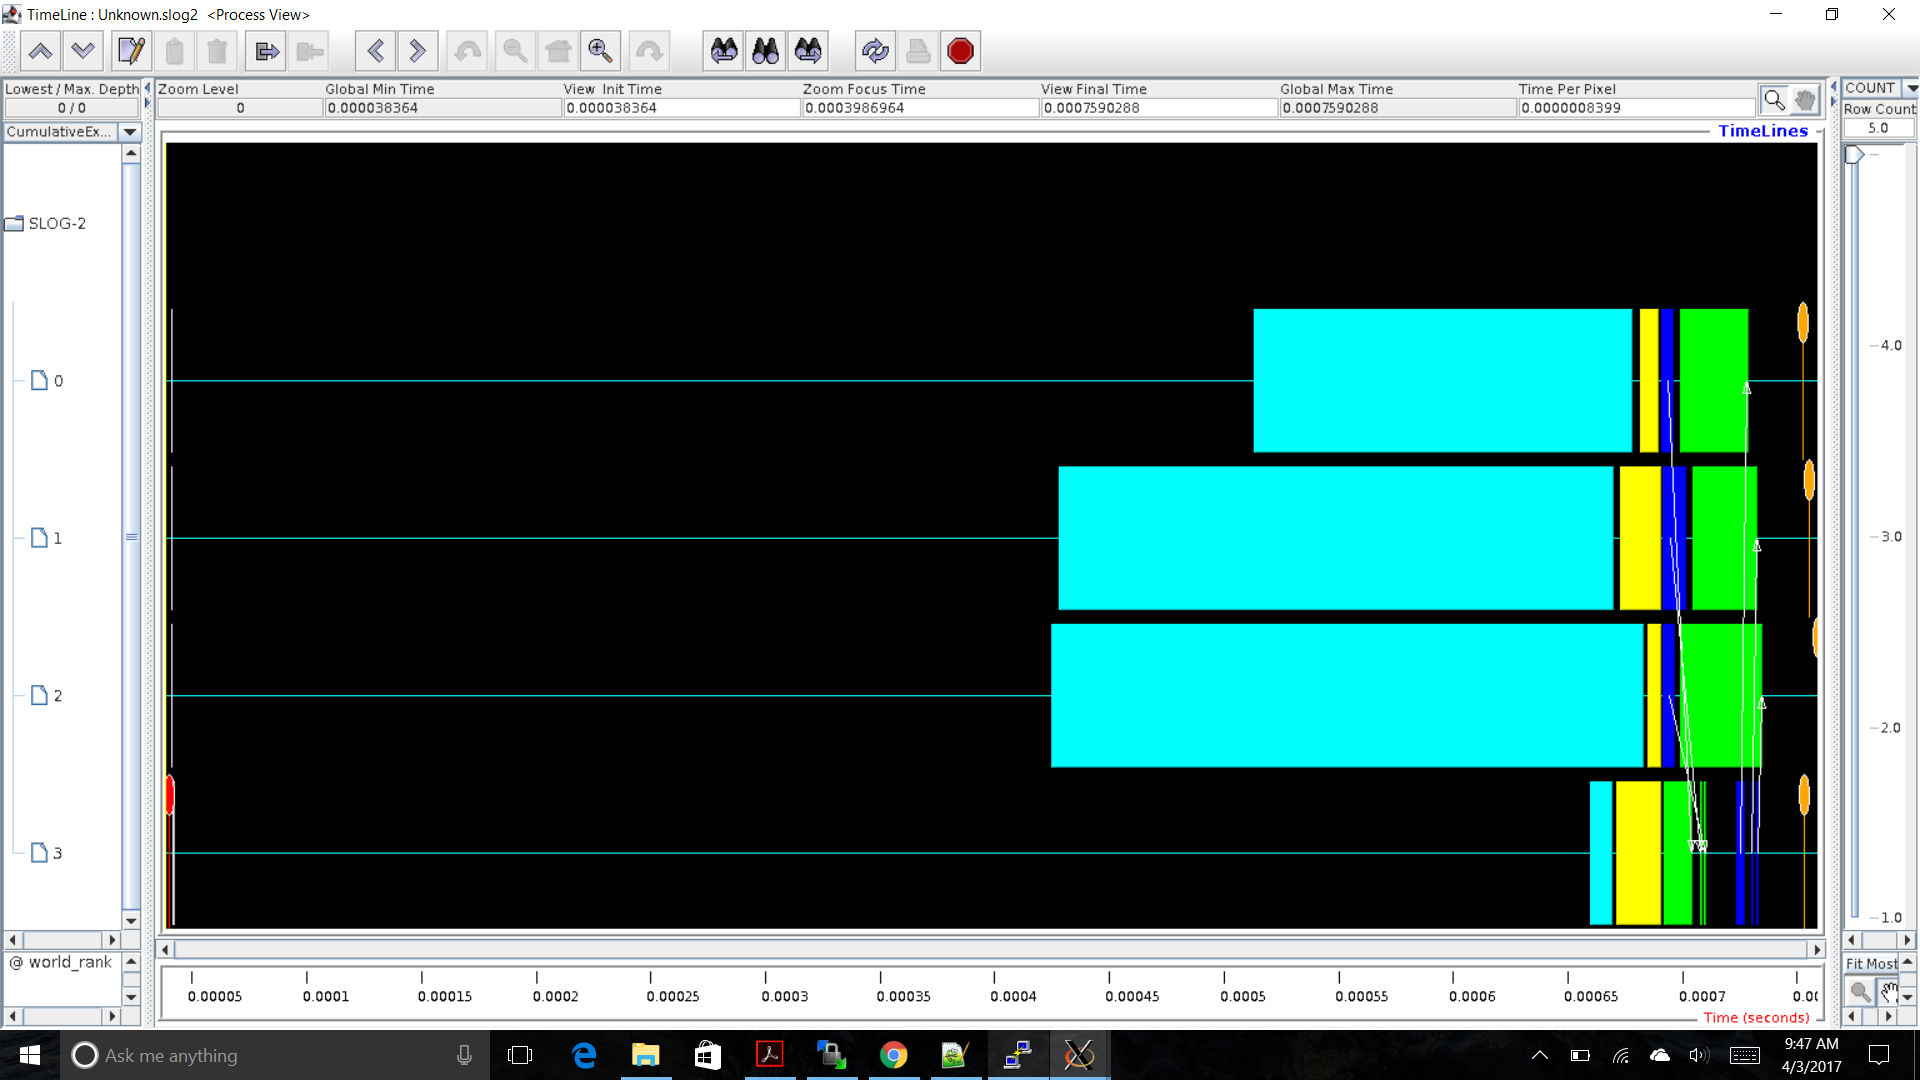 TimeLine : Unknown.slog2 <Process View>
Lowest / Max. Depth
0 / 0
Zoom Level
0
Global Min Time
0.000038364
View Init Time
0.000038364
Zoom Focus Time
0.0003986964
View Final Time
0.0007590288
Global Max Time
0.0007590288
Time Per Pixel
0.0000008399
COUNT
Row Count
5.0
CumulativeEx...
TimeLines
SLOG-2
0
1
2
3
4.0
3.0
2.0
1.0
@ world_rank
Fit Most
0.00005 0.0001 0.00015 0.0002 0.00025 0.0003 0.00035 0.0004 0.00045 0.0005 0.00055 0.0006 0.00065 0.0007 0.00
Time (seconds)
Ask me anything
9:47 AM
4/3/2017